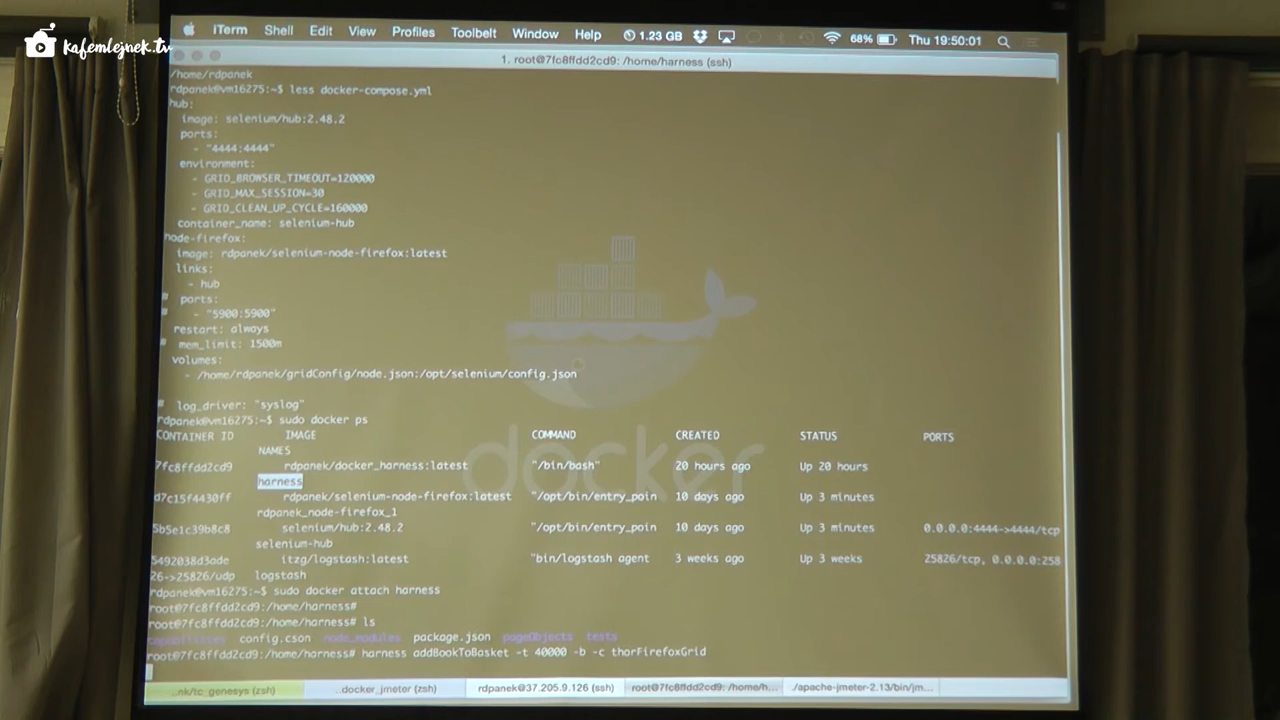 kafemlejnek.tv
iTerm Shell Edit View Profiles Toolbelt Window Help 1.23 GB 68% Thu 19:50:01
1. root@7fc8ffdd2cd9: /home/harness (ssh)
/home/rdpanek
rdpanek@vm16275:~$ less docker-compose.yml
hub:
image: selenium/hub:2.48.2
ports:
- "4444:4444"
environment:
- GRID_BROWSER_TIMEOUT=120000
- GRID_MAX_SESSION=30
- GRID_CLEAN_UP_CYCLE=160000
container_name: selenium-hub
node-firefox:
image: rdpanek/selenium-node-firefox:latest
links:
- hub
# ports:
# - "5900:5900"
restart: always
# mem_limit: 1500m
volumes:
- /home/rdpanek/gridConfig/node.json:/opt/selenium/config.json
# log_driver: "syslog"
rdpanek@vm16275:~$ sudo docker ps
CONTAINER ID IMAGE COMMAND CREATED STATUS PORTS
NAMES
7fc8ffdd2cd9 rdpanek/docker_harness:latest "/bin/bash" 20 hours ago Up 20 hours
harness
d7c15f4430ff rdpanek/selenium-node-firefox:latest "/opt/bin/entry_poin 10 days ago Up 3 minutes
rdpanek_node-firefox_1
5b5e1c39b8c8 selenium/hub:2.48.2 "/opt/bin/entry_poin 10 days ago Up 3 minutes 0.0.0.0:4444->4444/tcp
selenium-hub
5492038d3ade itzg/logstash:latest "bin/logstash agent 3 weeks ago Up 3 weeks 25826/tcp, 0.0.0.0:258
26->25826/udp logstash
rdpanek@vm16275:~$ sudo docker attach harness
root@7fc8ffdd2cd9:/home/harness#
root@7fc8ffdd2cd9:/home/harness# ls
config.cson node_modules package.json pageObjects tests
root@7fc8ffdd2cd9:/home/harness# harness addBookToBasket -t 40000 -b -c thorFirefoxGrid
docker
...nk/tc_genesys (zsh) ...docker_jmeter (zsh) rdpanek@37.205.9.126 (ssh) root@7fc8ffdd2cd9: /home/h... ./apache-jmeter-2.13/bin/jm...